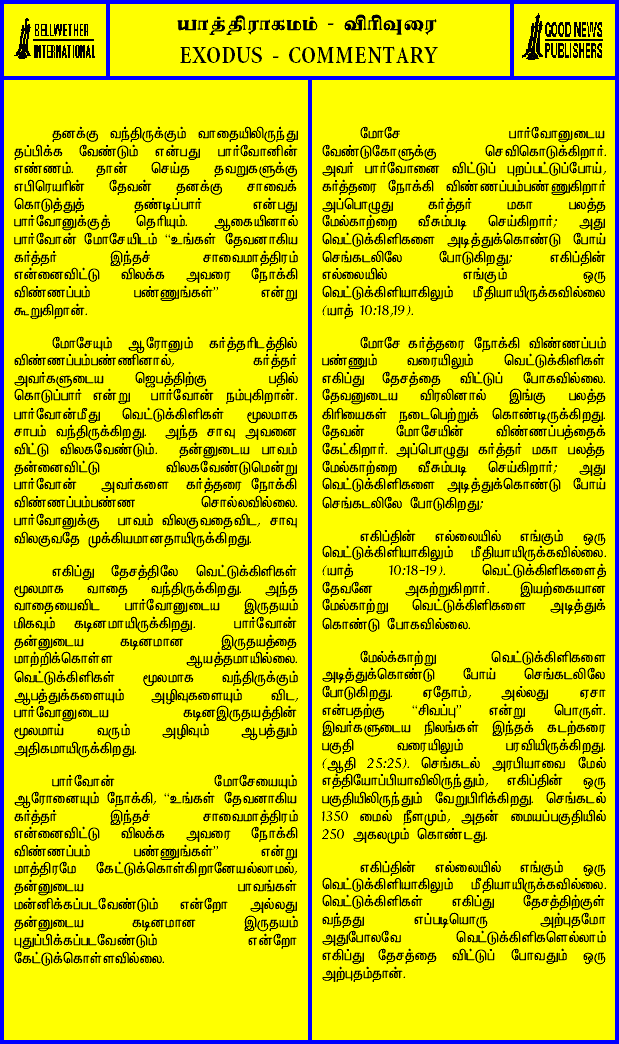 BELLWETHER
INTERNATIONAL
யாத்திராகமம் - விரிவுரை
EXODUS - COMMENTARY
GOOD NEWS
PUBLISHERS
தனக்கு வந்திருக்கும் வாதையிலிருந்து
தப்பிக்க வேண்டும் என்பது பார்வோனின்
எண்ணம். தான் செய்த தவறுகளுக்கு
எபிரெயரின் தேவன் தனக்கு சாவைக்
கொடுத்துத் தண்டிப்பார் என்பது
பார்வோனுக்குத் தெரியும். ஆகையினால்
பார்வோன் மோசேயிடம் “உங்கள் தேவனாகிய
கர்த்தர் இந்தச் சாவைமாத்திரம்
என்னைவிட்டு விலக்க அவரை நோக்கி
விண்ணப்பம் பண்ணுங்கள்” என்று
கூறுகிறான்.
மோசேயும் ஆரோனும் கர்த்தரிடத்தில்
விண்ணப்பம்பண்ணினால், கர்த்தர்
அவர்களுடைய ஜெபத்திற்கு பதில்
கொடுப்பார் என்று பார்வோன் நம்புகிறான்.
பார்வோன்மீது வெட்டுக்கிளிகள் மூலமாக
சாபம் வந்திருக்கிறது. அந்த சாவு அவனை
விட்டு விலகவேண்டும். தன்னுடைய பாவம்
தன்னைவிட்டு விலகவேண்டுமென்று
பார்வோன் அவர்களை கர்த்தரை நோக்கி
விண்ணப்பம்பண்ண சொல்லவில்லை.
பார்வோனுக்கு பாவம் விலகுவதைவிட, சாவு
விலகுவதே முக்கியமானதாயிருக்கிறது.
எகிப்து தேசத்திலே வெட்டுக்கிளிகள்
மூலமாக வாதை வந்திருக்கிறது. அந்த
வாதையைவிட பார்வோனுடைய இருதயம்
மிகவும் கடினமாயிருக்கிறது. பார்வோன்
தன்னுடைய கடினமான இருதயத்தை
மாற்றிக்கொள்ள ஆயத்தமாயில்லை.
வெட்டுக்கிளிகள் மூலமாக வந்திருக்கும்
ஆபத்துக்களையும் அழிவுகளையும் விட,
பார்வோனுடைய கடினஇருதயத்தின்
மூலமாய் வரும் அழிவும் ஆபத்தும்
அதிகமாயிருக்கிறது.
பார்வோன் மோசேயையும்
ஆரோனையும் நோக்கி, “உங்கள் தேவனாகிய
கர்த்தர் இந்தச் சாவைமாத்திரம்
என்னைவிட்டு விலக்க அவரை நோக்கி
விண்ணப்பம் பண்ணுங்கள்” என்று
மாத்திரமே கேட்டுக்கொள்கிறானேயல்லாமல்,
தன்னுடைய பாவங்கள்
மன்னிக்கப்படவேண்டும் என்றோ அல்லது
தன்னுடைய கடினமான இருதயம்
புதுப்பிக்கப்படவேண்டும் என்றோ
கேட்டுக்கொள்ளவில்லை.
மோசே பார்வோனுடைய
வேண்டுகோளுக்கு செவிகொடுக்கிறார்.
அவர் பார்வோனை விட்டுப் புறப்பட்டுப்போய்,
கர்த்தரை நோக்கி விண்ணப்பம்பண்ணுகிறார்
அப்பொழுது கர்த்தர் மகா பலத்த
மேல்காற்றை வீசும்படி செய்கிறார்; அது
வெட்டுக்கிளிகளை அடித்துக்கொண்டு போய்
செங்கடலிலே போடுகிறது; எகிப்தின்
எல்லையில் எங்கும் ஒரு
வெட்டுக்கிளியாகிலும் மீதியாயிருக்கவில்லை
(யாத் 10:18,19).
மோசே கர்த்தரை நோக்கி விண்ணப்பம்
பண்ணும் வரையிலும் வெட்டுக்கிளிகள்
எகிப்து தேசத்தை விட்டுப் போகவில்லை.
தேவனுடைய விரலினால் இங்கு பலத்த
கிரியைகள் நடைபெற்றுக் கொண்டிருக்கிறது.
தேவன் மோசேயின் விண்ணப்பத்தைக்
கேட்கிறார். அப்பொழுது கர்த்தர் மகா பலத்த
மேல்காற்றை வீசும்படி செய்கிறார்; அது
வெட்டுக்கிளிகளை அடித்துக்கொண்டு போய்
செங்கடலிலே போடுகிறது;
எகிப்தின் எல்லையில் எங்கும் ஒரு
வெட்டுக்கிளியாகிலும் மீதியாயிருக்கவில்லை.
(யாத் 10:18-19). வெட்டுக்கிளிகளைத்
தேவனே அகற்றுகிறார். இயற்கையான
மேல்காற்று வெட்டுக்கிளிகளை அடித்துக்
கொண்டு போகவில்லை.
மேல்க்காற்று வெட்டுக்கிளிகளை
அடித்துக்கொண்டு போய் செங்கடலிலே
போடுகிறது. ஏதோம், அல்லது ஏசா
என்பதற்கு “சிவப்பு” என்று பொருள்.
இவர்களுடைய நிலங்கள் இந்தக் கடற்கரை
பகுதி வரையிலும் பரவியிருக்கிறது.
(ஆதி 25:25). செங்கடல் அரபியாவை மேல்
எத்தியோப்பியாவிலிருந்தும், எகிப்தின் ஒரு
பகுதியிலிருந்தும் வேறுபிரிக்கிறது. செங்கடல்
1350 மைல் நீளமும், அதன் மையப்பகுதியில்
250 அகலமும் கொண்டது.
எகிப்தின் எல்லையில் எங்கும் ஒரு
வெட்டுக்கிளியாகிலும் மீதியாயிருக்கவில்லை.
வெட்டுக்கிளிகள் எகிப்து தேசத்திற்குள்
வந்தது எப்படியொரு அற்புதமோ
அதுபோலவே வெட்டுக்கிளிகளெல்லாம்
எகிப்து தேசத்தை விட்டுப் போவதும் ஒரு
அற்புதம்தான்.